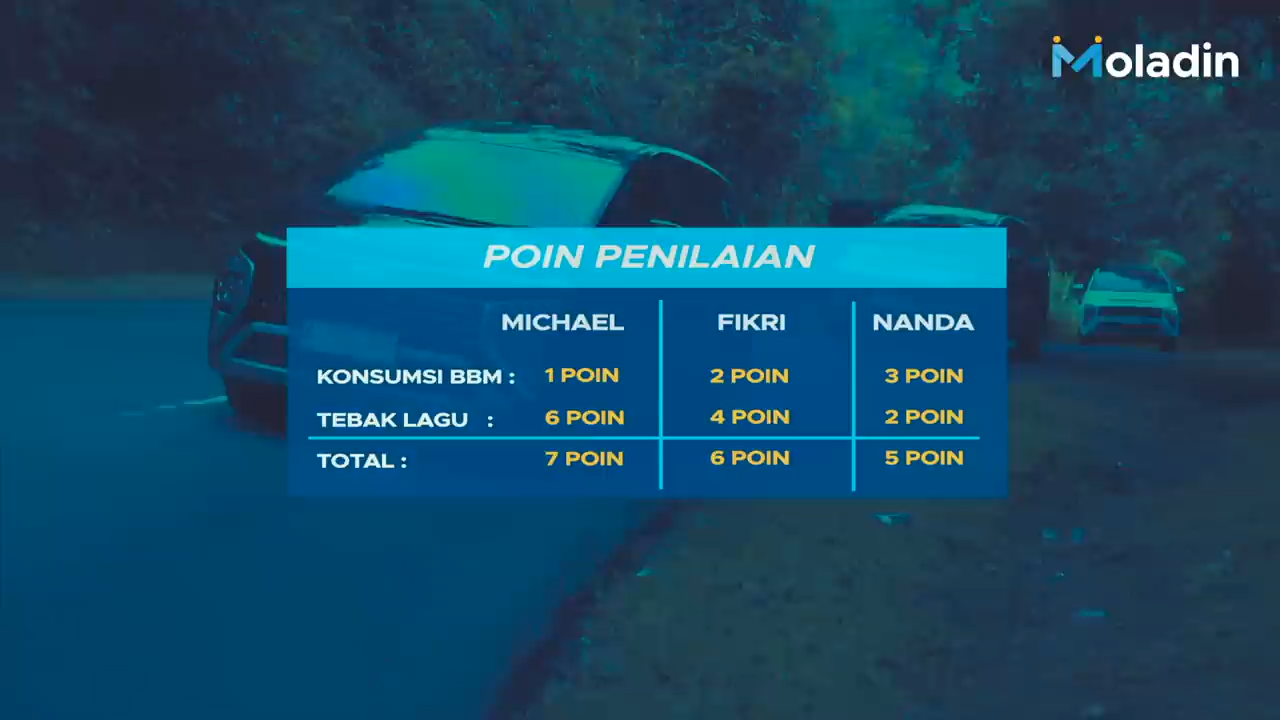 Moladin
POIN PENILAIAN
MICHAEL FIKRI NANDA
KONSUMSI BBM : 1 POIN 2 POIN 3 POIN
TEBAK LAGU : 6 POIN 4 POIN 2 POIN
TOTAL : 7 POIN 6 POIN 5 POIN